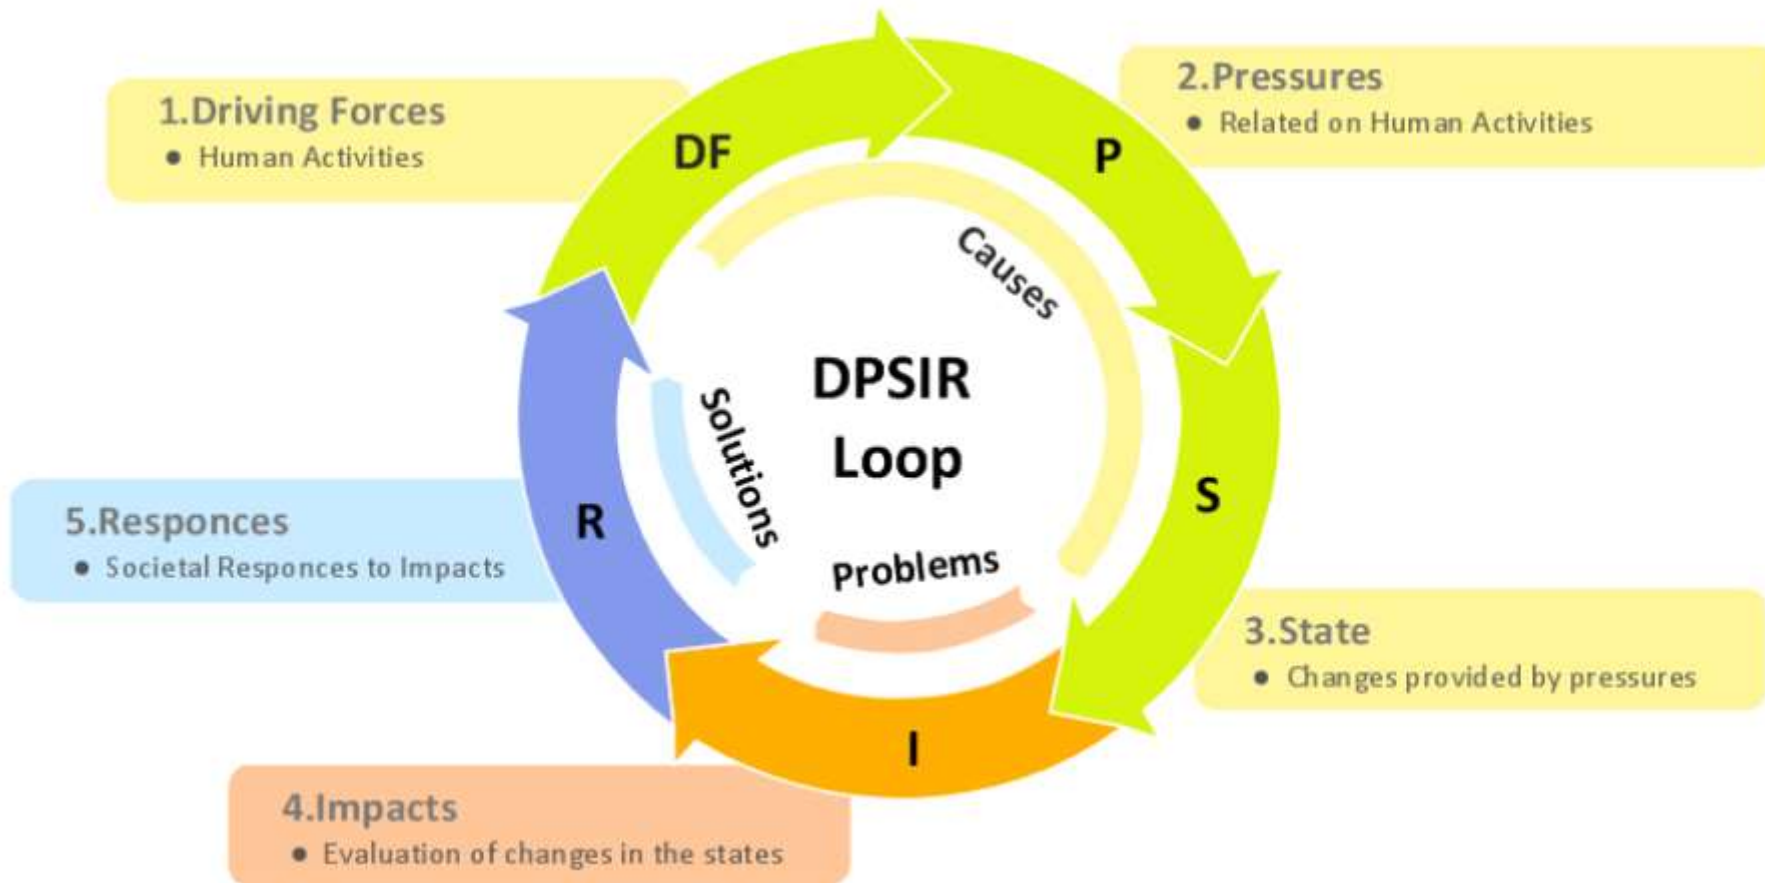 1.Driving Forces
● Human Activities
2.Pressures
● Related on Human Activities
DF
P
Causes
DPSIR
Loop
Solutions
Problems
S
R
I
5.Responces
● Societal Responces to Impacts
3.State
● Changes provided by pressures
4.Impacts
● Evaluation of changes in the states